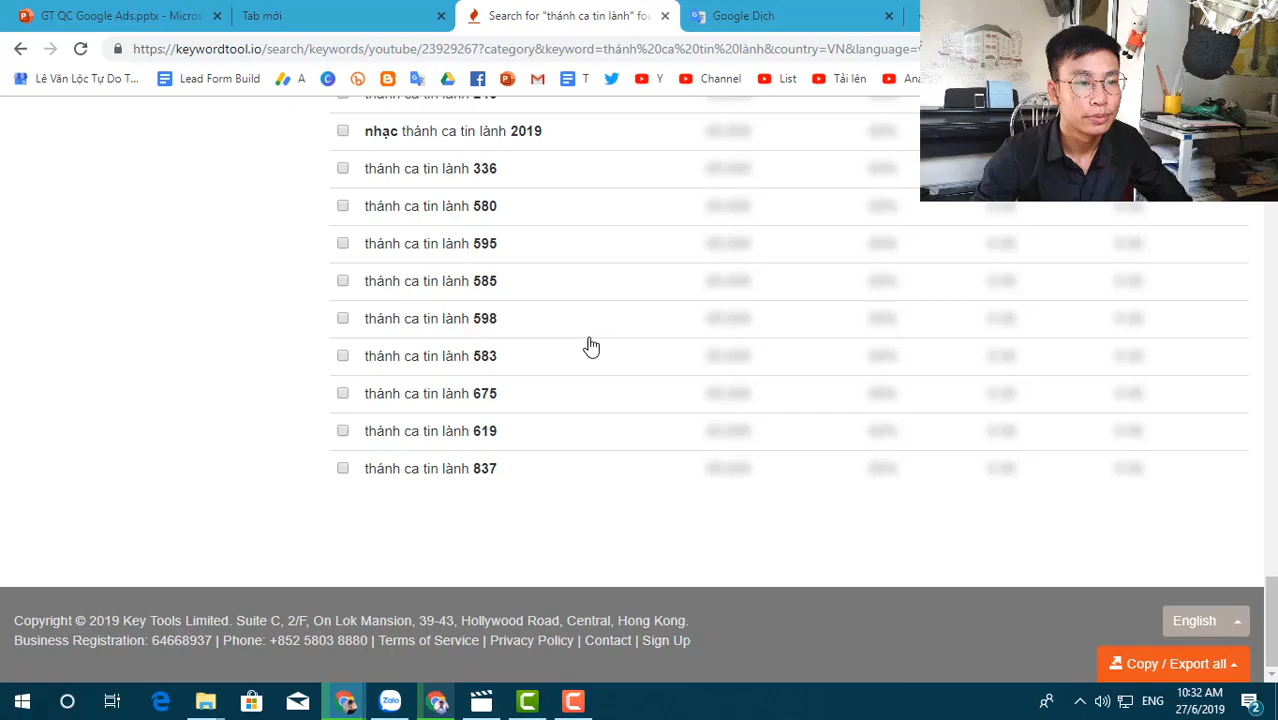 GT QC Google Ads.pptx - Micros
Tab mới
Search for "thánh ca tin lành" fou
Google Dịch
https://keywordtool.io/search/keywords/youtube/23929267?category&keyword=thánh%20ca%20tin%20lành&country=VN&language=
Lê Văn Lộc Tự Do T...
Lead Form Build
A
T
Y
Channel
List
Tải lên
Ana
nhạc thánh ca tin lành 2019
thánh ca tin lành 336
thánh ca tin lành 580
thánh ca tin lành 595
thánh ca tin lành 585
thánh ca tin lành 598
thánh ca tin lành 583
thánh ca tin lành 675
thánh ca tin lành 619
thánh ca tin lành 837
Copyright © 2019 Key Tools Limited. Suite C, 2/F, On Lok Mansion, 39-43, Hollywood Road, Central, Hong Kong.
Business Registration: 64668937 | Phone: +852 5803 8880 | Terms of Service | Privacy Policy | Contact | Sign Up
English
Copy / Export all
Zalo
ENG
10:32 AM
27/6/2019
2